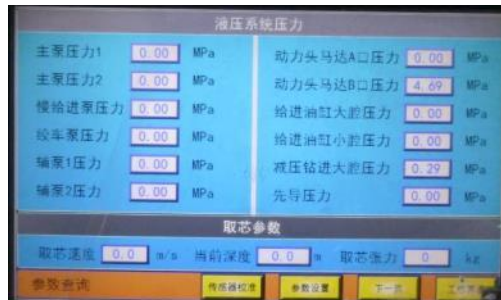 液压系统压力
主泵压力1 0.00 MPa
主泵压力2 0.00 MPa
慢给进泵压力 0.00 MPa
绞车泵压力 0.00 MPa
辅泵1压力 0.00 MPa
辅泵2压力 0.00 MPa
动力头马达A口压力 0.00 MPa
动力头马达B口压力 4.69 MPa
给进油缸大腔压力 0.00 MPa
给进油缸小腔压力 0.00 MPa
减压钻进大腔压力 0.29 MPa
先导压力 0.00 MPa
取芯参数
取芯速度 0.0 m/s 当前深度 0.0 m 取芯张力 0 kg
参数查询 传感器校准 参数设置 下一页